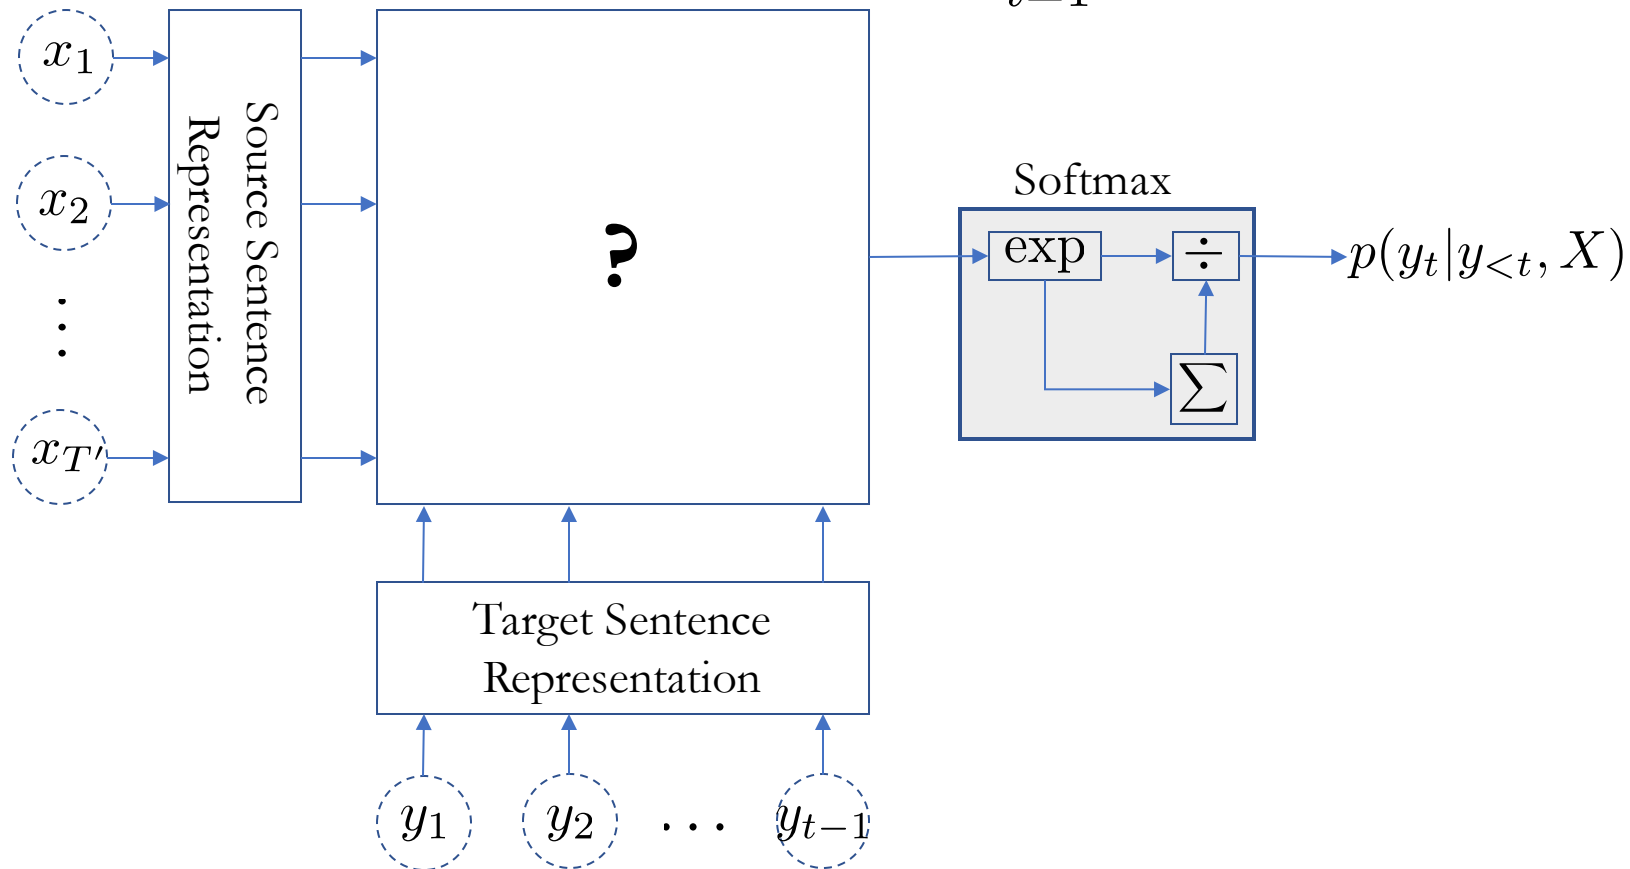 x_1
x_2
⋮
x_{T'}
Source Sentence
Representation
?
Softmax
exp
÷
∑
p(y_t|y_{<t}, X)
Target Sentence
Representation
y_1
y_2
⋯
y_{t-1}